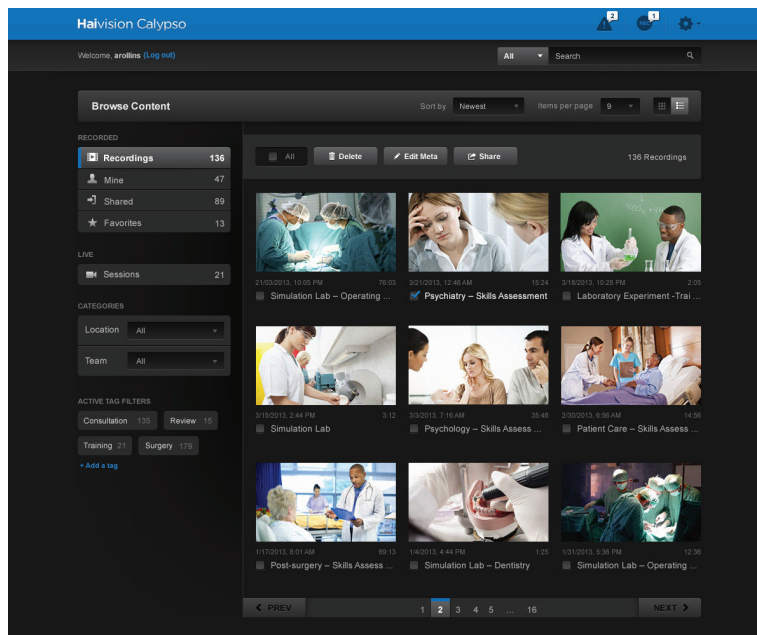 Haivision Calypso
2
1
Welcome, arollins (Log out)
All
Search
Browse Content
Sort by
Newest
Items per page
9
RECORDED
Recordings 136
Mine 47
Shared 89
Favorites 13
LIVE
Sessions 21
CATEGORIES
Location All
Team All
ACTIVE TAG FILTERS
Consultation 135 Review 15
Training 21 Surgery 179
+ Add a tag
All
Delete
Edit Meta
Share
136 Recordings
21/03/2013, 10:05 PM 76:03
Simulation Lab – Operating ...
3/21/2013, 12:46 AM 15:24
Psychiatry – Skills Assessment
3/18/2013, 10:28 PM 2:05
Laboratory Experiment -Trai ...
3/15/2013, 2:44 PM 3:12
Simulation Lab
3/3/2013, 7:16 AM 35:48
Psychology – Skills Assess ...
2/30/2013, 6:56 AM 14:56
Patient Care – Skills Assess ...
1/17/2013, 8:01 AM 69:13
Post-surgery – Skills Assess ...
1/4/2013, 4:44 PM 1:25
Simulation Lab – Dentistry
1/31/2013, 5:36 PM 12:36
Simulation Lab – Operating ...
PREV
1 2 3 4 5 ... 16
NEXT